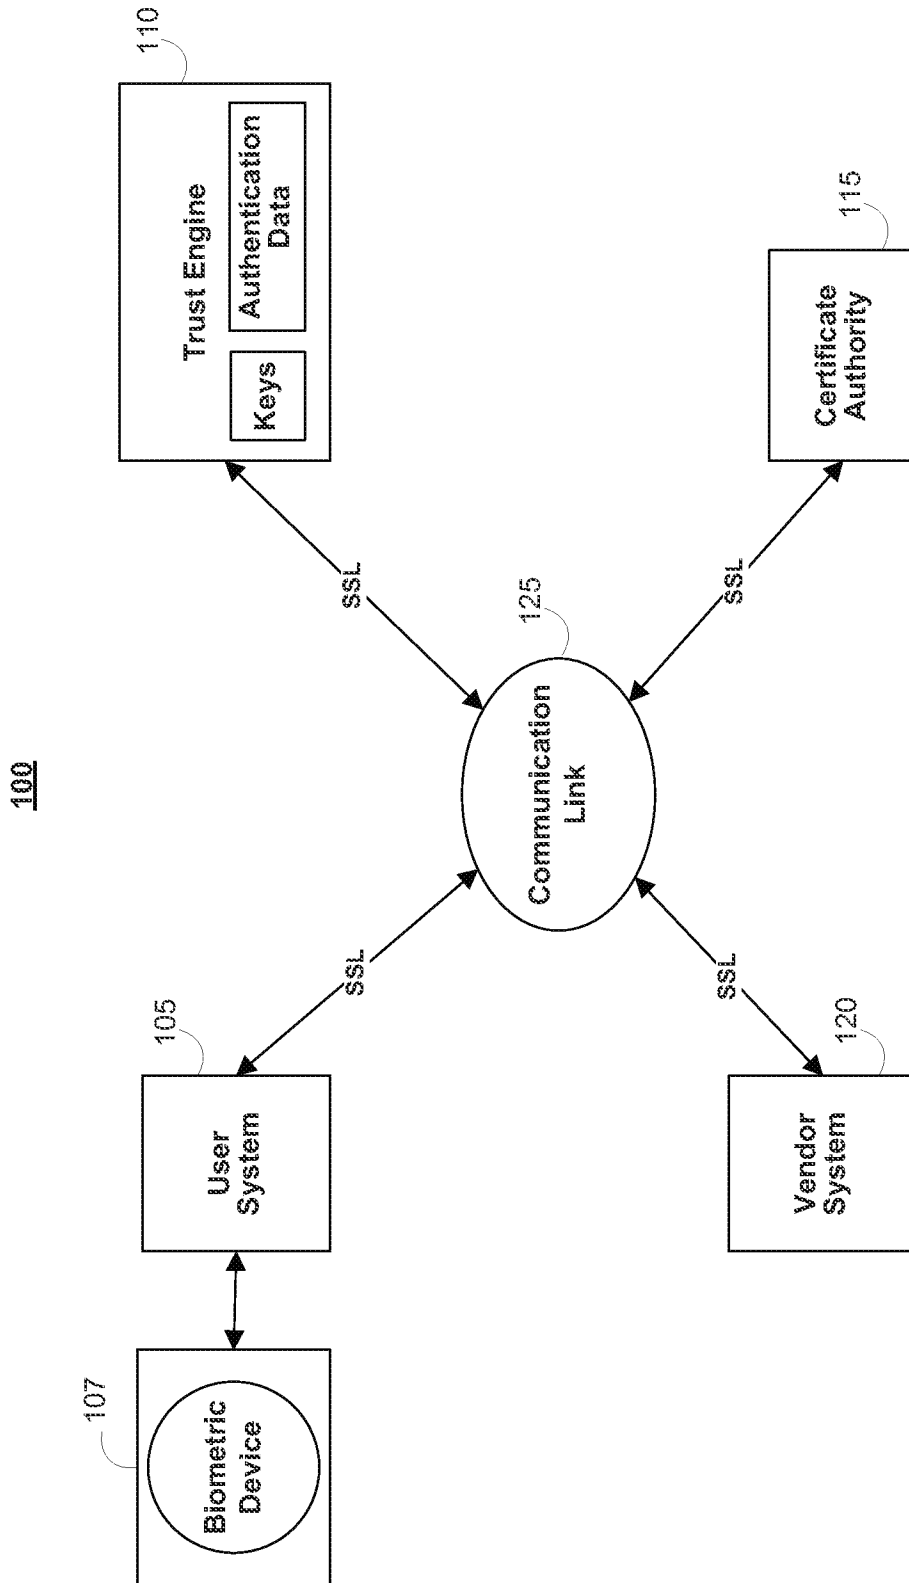 100
110
Trust Engine
Keys
Authentication
Data
105
User
System
107
Biometric
Device
SSL
SSL
125
Communication
Link
SSL
SSL
120
Vendor
System
115
Certificate
Authority